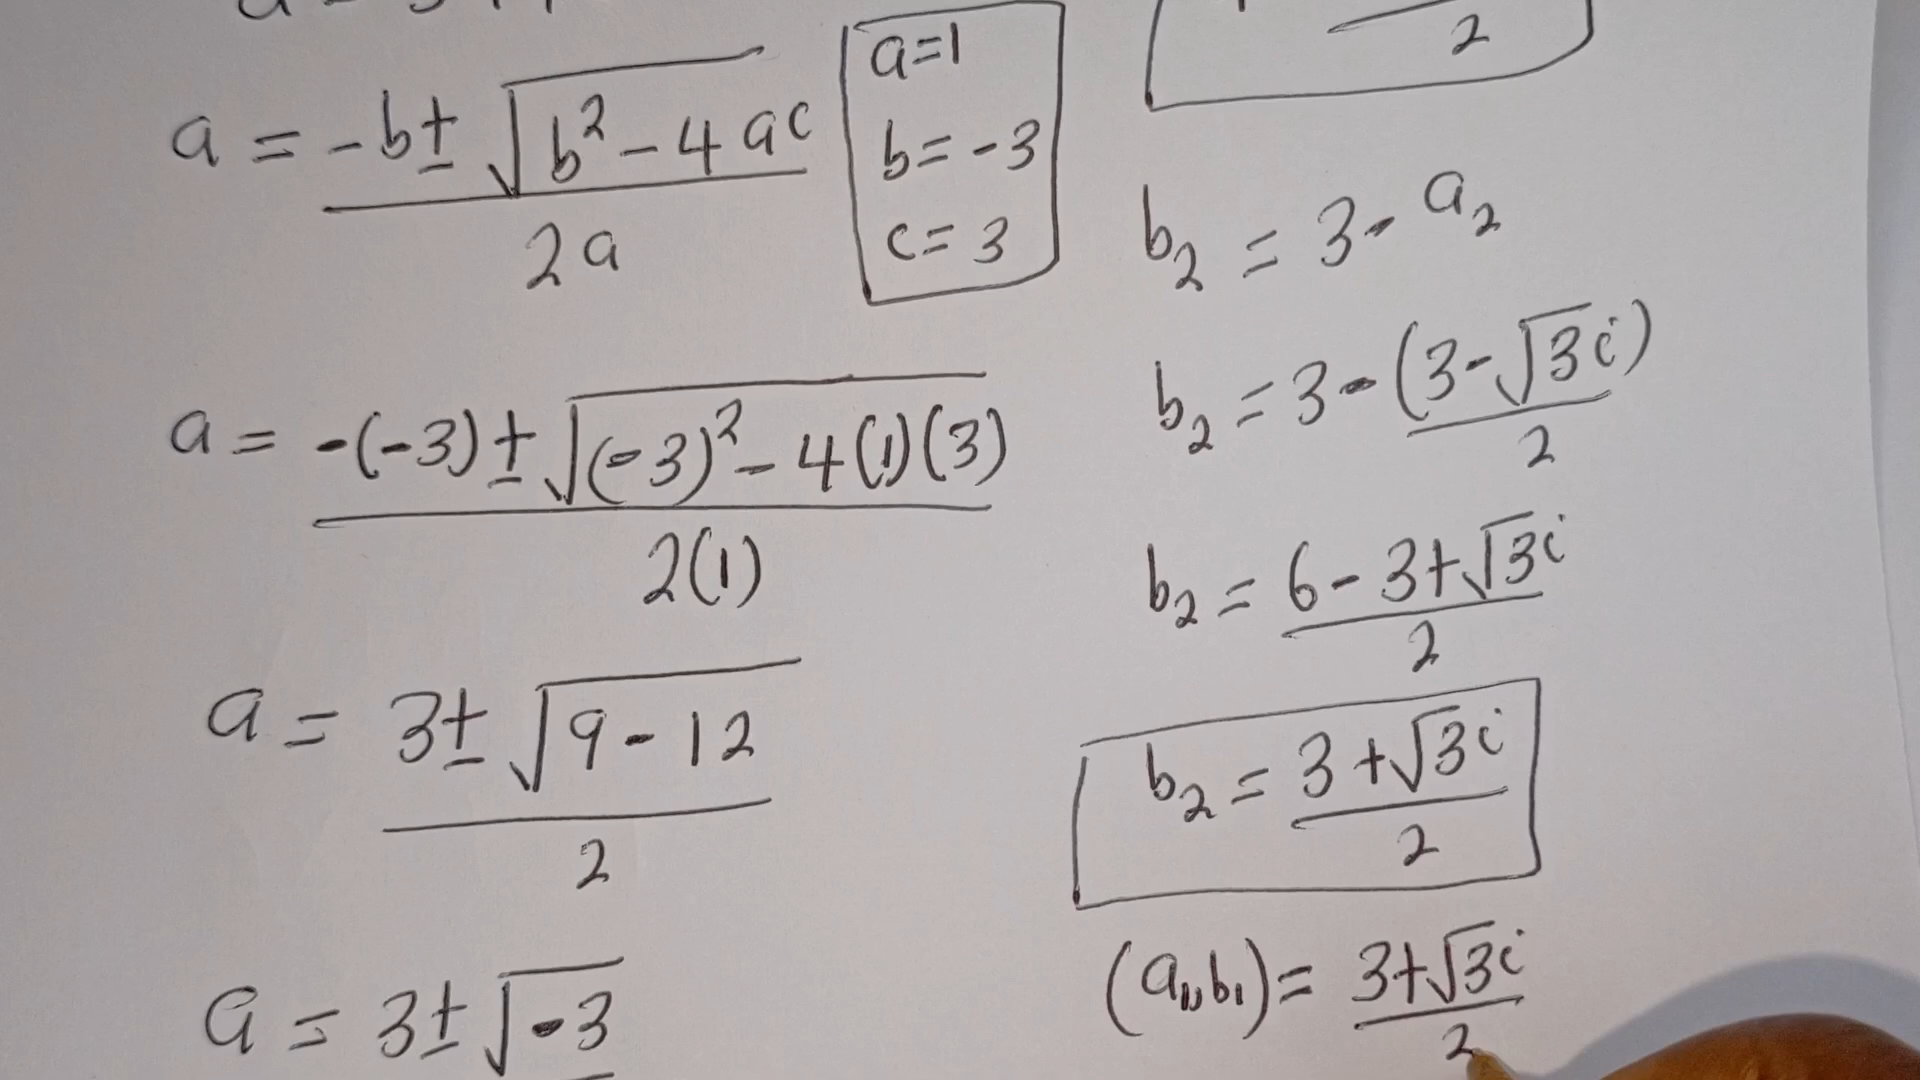 a = -b ± √(b² - 4ac) / 2a
a = 1
b = -3
c = 3
a = -(-3) ± √((-3)² - 4(1)(3)) / 2(1)
a = 3 ± √(9 - 12) / 2
a = 3 ± √-3
2
b₂ = 3 - a₂
b₂ = 3 - (3 - √3i) / 2
b₂ = 6 - 3 + √3i / 2
b₂ = 3 + √3i / 2
(a₁, b₁) = 3 + √3i / 2